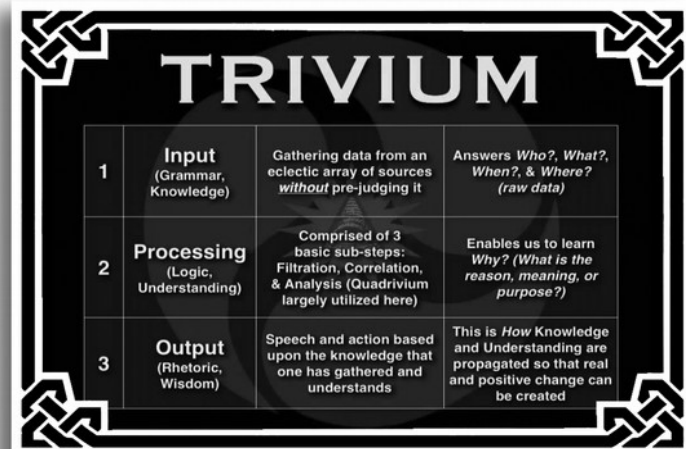 TRIVIUM
1
Input
(Grammar,
Knowledge)
Gathering data from an
eclectic array of sources
without pre-judging it
Answers Who?, What?,
When?, & Where?
(raw data)
2
Processing
(Logic,
Understanding)
Comprised of 3
basic sub-steps:
Filtration, Correlation,
& Analysis (Quadrivium
largely utilized here)
Enables us to learn
Why? (What is the
reason, meaning, or
purpose?)
3
Output
(Rhetoric,
Wisdom)
Speech and action based
upon the knowledge that
one has gathered and
understands
This is How Knowledge
and Understanding are
propagated so that real
and positive change can
be created